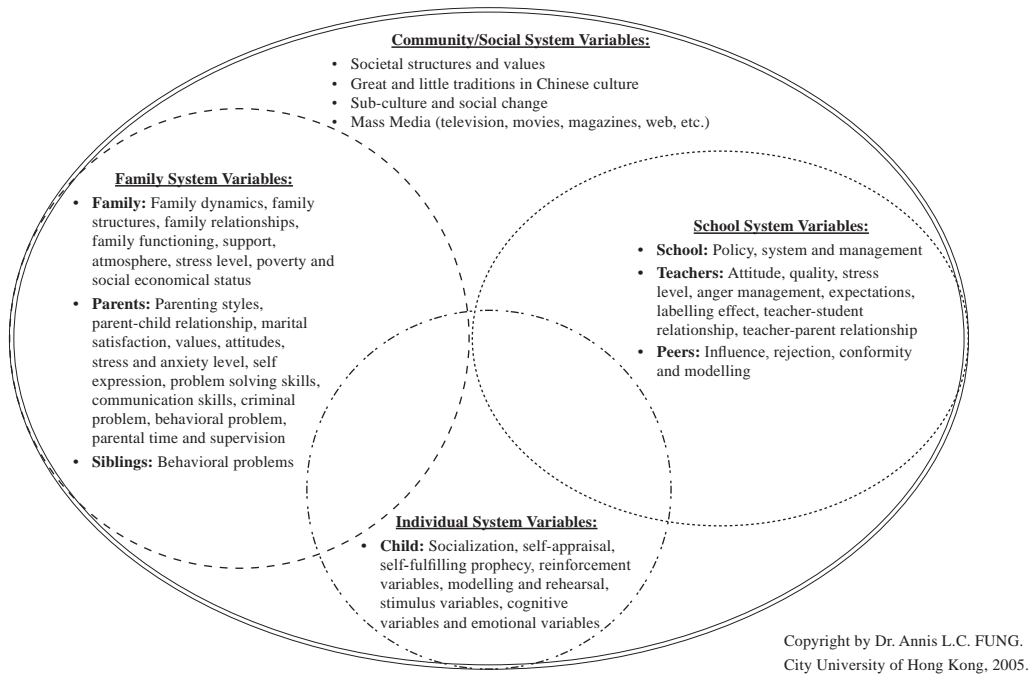 Community/Social System Variables:
• Societal structures and values
• Great and little traditions in Chinese culture
• Sub-culture and social change
• Mass Media (television, movies, magazines, web, etc.)
Family System Variables:
• Family: Family dynamics, family
structures, family relationships,
family functioning, support,
atmosphere, stress level, poverty and
social economical status
• Parents: Parenting styles,
parent-child relationship, marital
satisfaction, values, attitudes,
stress and anxiety level, self
expression, problem solving skills,
communication skills, criminal
problem, behavioral problem,
parental time and supervision
• Siblings: Behavioral problems
School System Variables:
• School: Policy, system and management
• Teachers: Attitude, quality, stress
level, anger management, expectations,
labelling effect, teacher-student
relationship, teacher-parent relationship
• Peers: Influence, rejection, conformity
and modelling
Individual System Variables:
• Child: Socialization, self-appraisal,
self-fulfilling prophecy, reinforcement
variables, modelling and rehearsal,
stimulus variables, cognitive
variables and emotional variables
Copyright by Dr. Annis L.C. FUNG.
City University of Hong Kong, 2005.